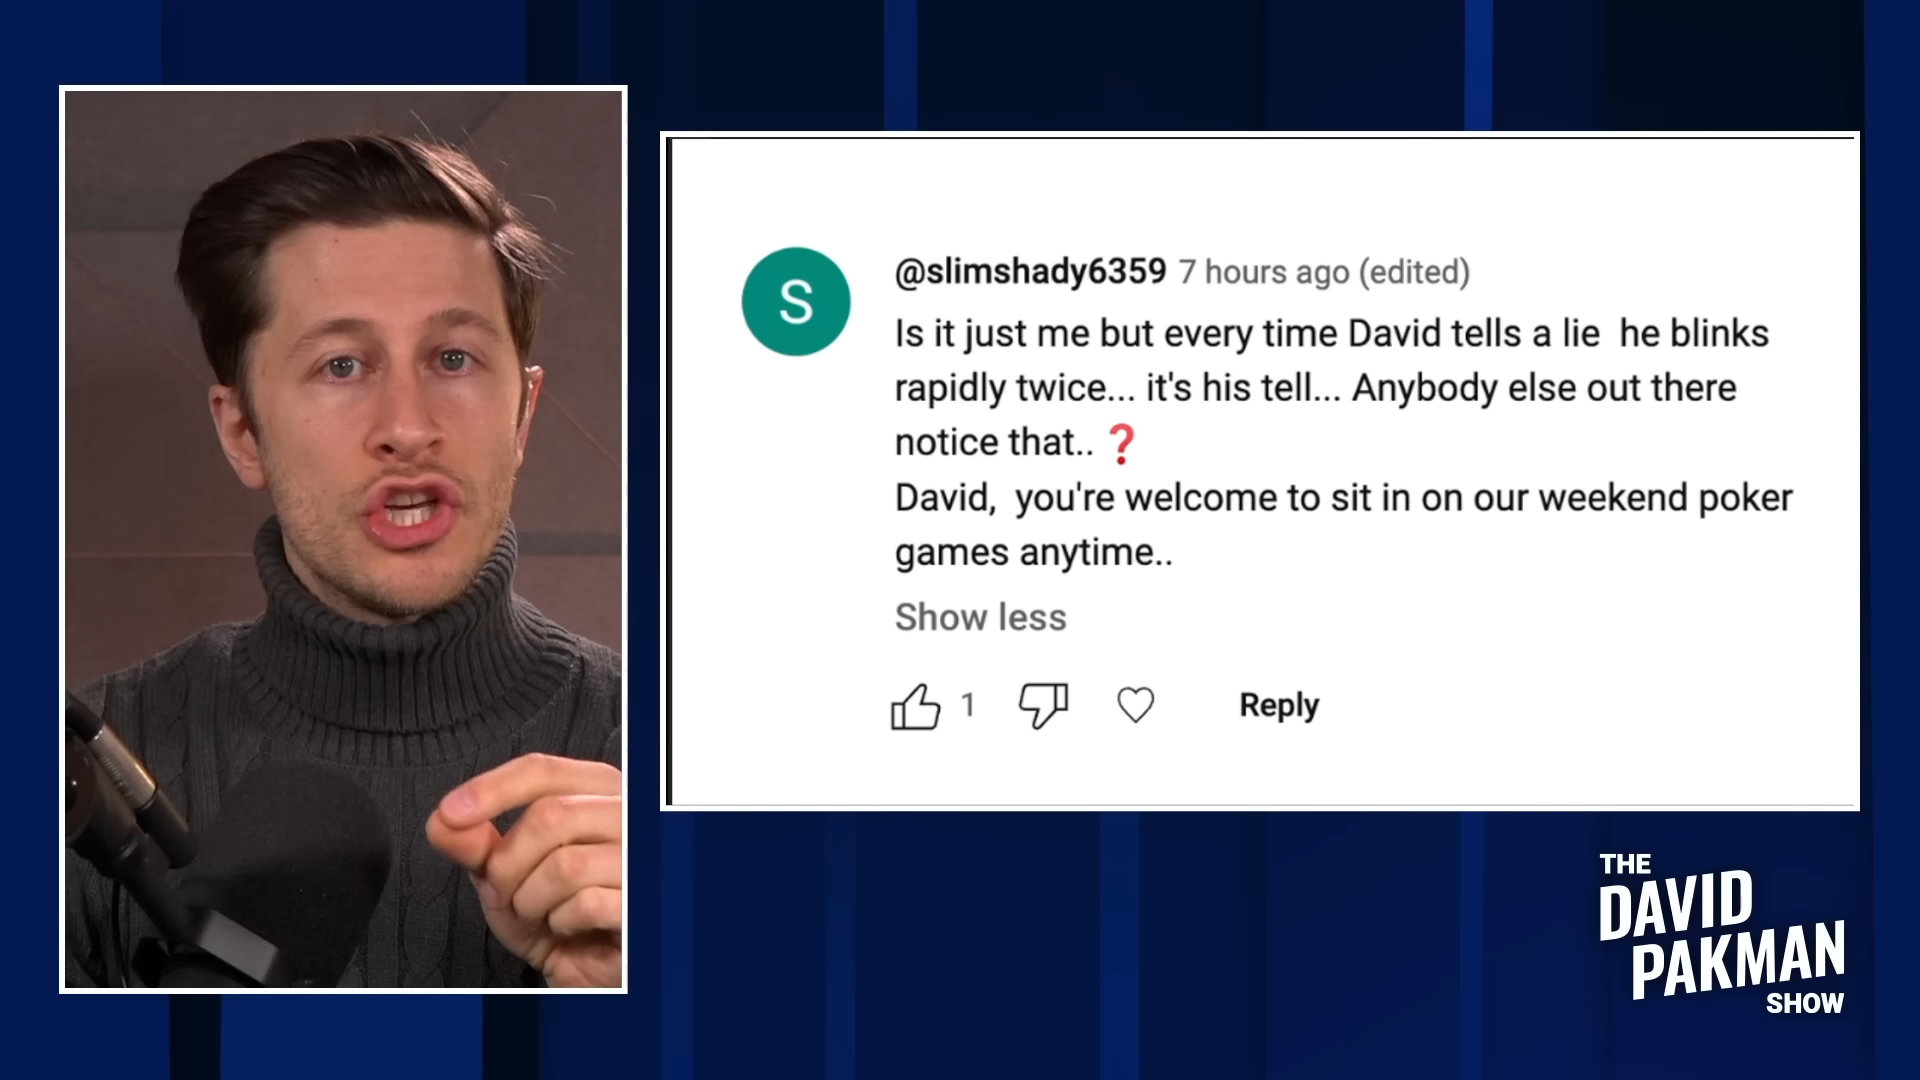 S
@slimshady6359 7 hours ago (edited)
Is it just me but every time David tells a lie  he blinks
rapidly twice... it's his tell... Anybody else out there
notice that.. ❓
David,  you're welcome to sit in on our weekend poker
games anytime..
Show less
1
Reply
THE
DAVID
PAKMAN
SHOW